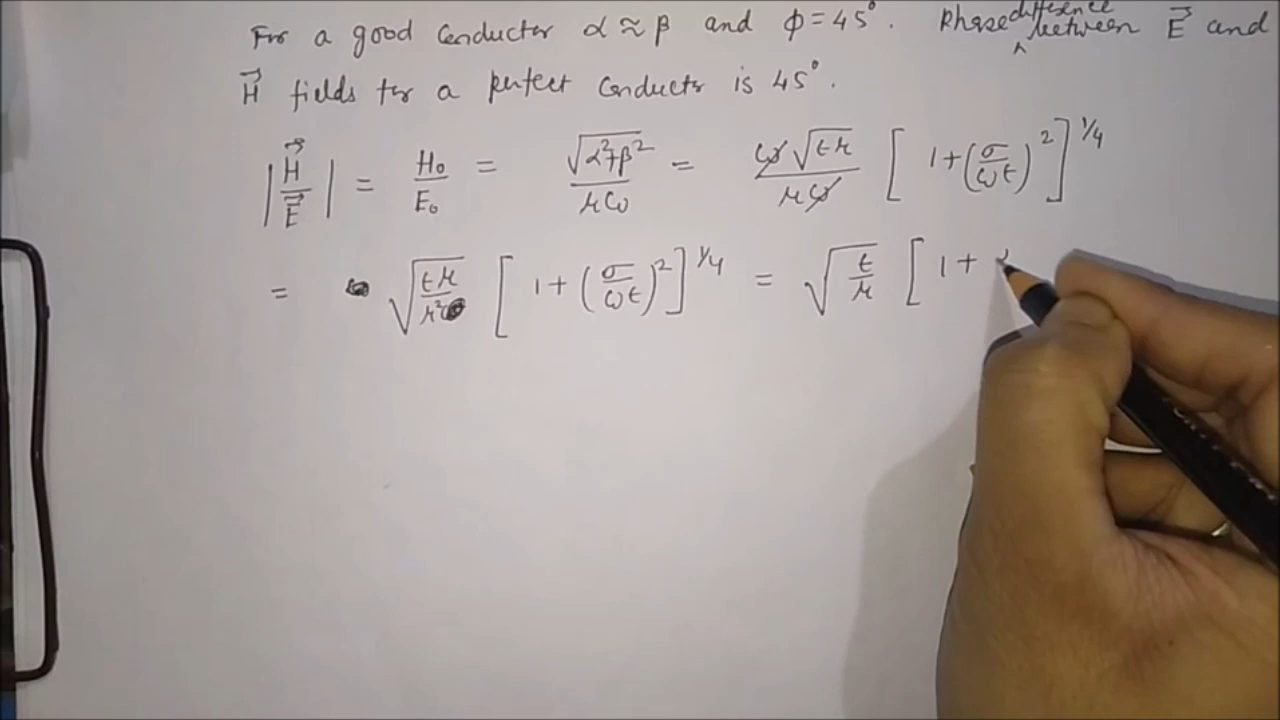 For a good conductor α ≈ β and φ = 45°. Phase difference between E⃗ and
H⃗ fields for a perfect conductor is 45°.
|H⃗/E⃗| = H₀/E₀ = √(α²+β²)/μω = ω√(εμ)/μω [1+(σ/ωε)²]^1/4
= √(εμ/μ²) [1+(σ/ωε)²]^1/4 = √(ε/μ) [1+